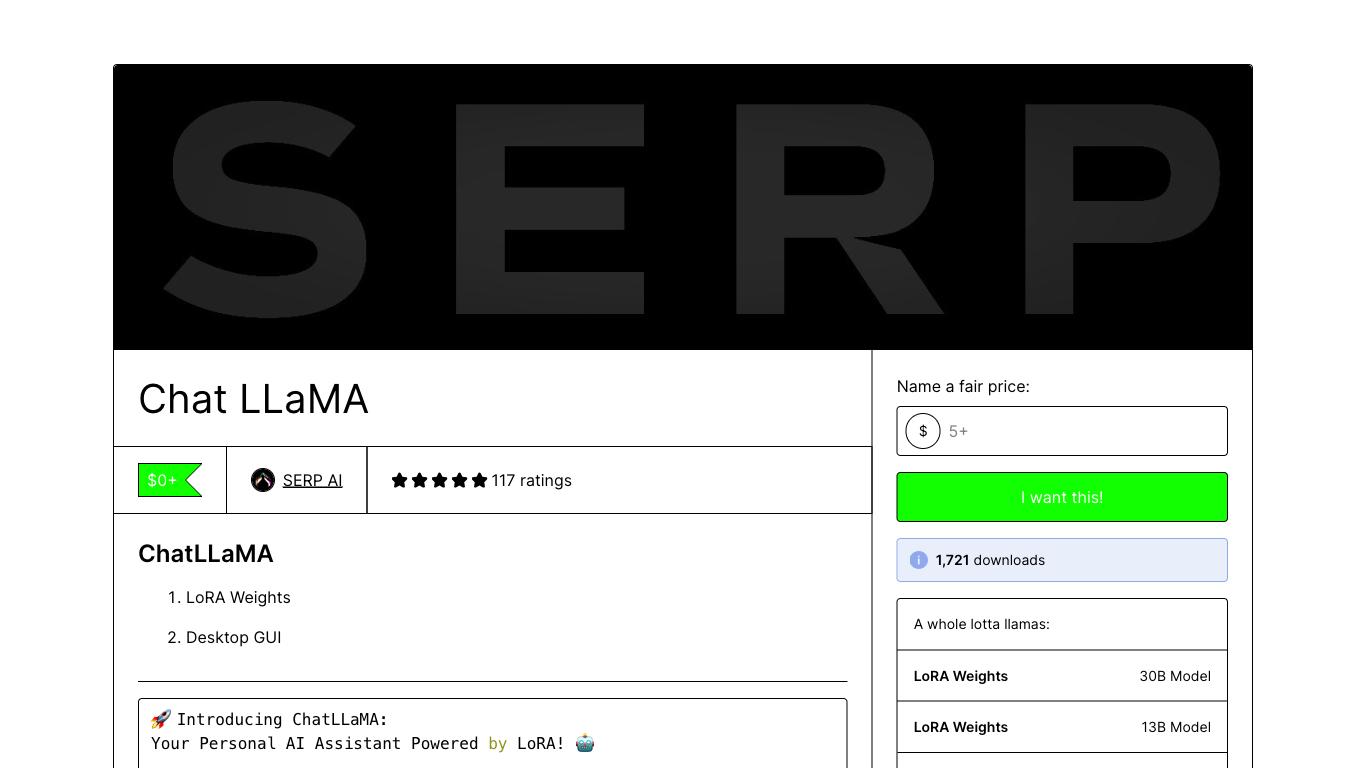 SERP
Chat LLaMA
$0+
SERP AI
117 ratings
ChatLLaMA
1. LoRA Weights
2. Desktop GUI
🚀 Introducing ChatLLaMA:
Your Personal AI Assistant Powered by LoRA! 🤖
Name a fair price:
$ 5+
I want this!
1,721 downloads
A whole lotta llamas:
LoRA Weights 30B Model
LoRA Weights 13B Model